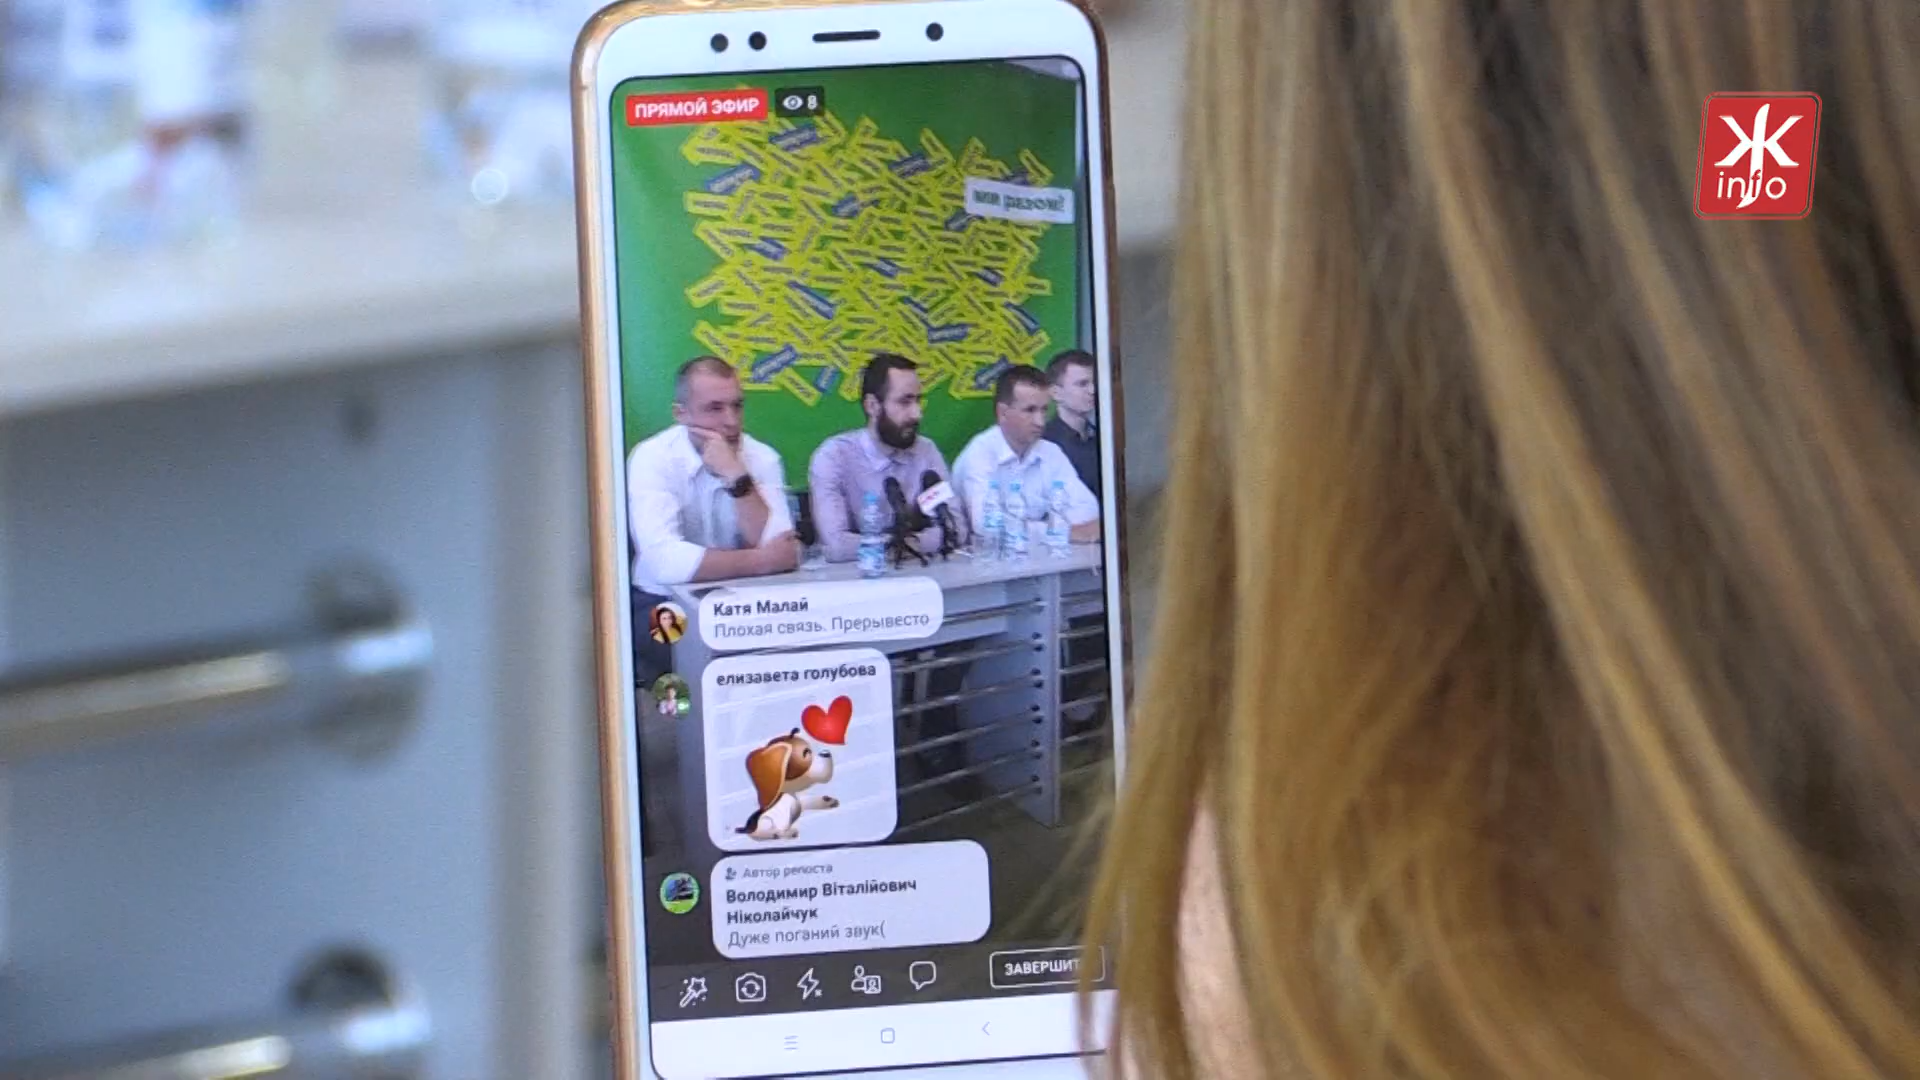 ПРЯМОЙ ЭФИР
8
ми разом!
ЖК
info
Катя Малай
Плохая связь. Прерывесто
елизавета голубова
Автор репоста
Володимир Віталійович
Ніколайчук
Дуже поганий звук(
ЗАВЕРШИТ